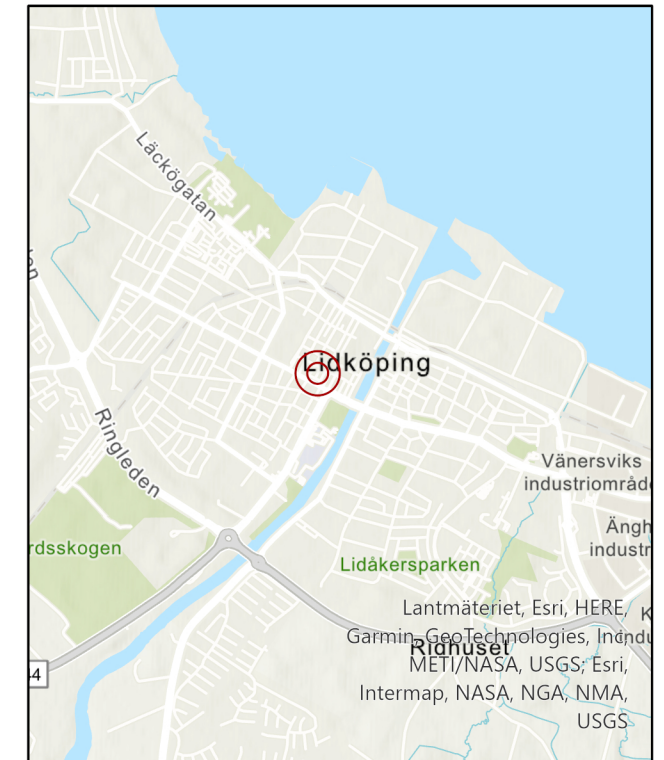 Läckögatan
Lidköping
Ringleden
Vänersviks
industriområde
rdsskogen
Lidåkersparken
Ängh
industr
Ridhuset
Lantmäteriet, Esri, HERE,
Garmin, GeoTechnologies, Inc,
METI/NASA, USGS; Esri,
Intermap, NASA, NGA, NMA,
USGS